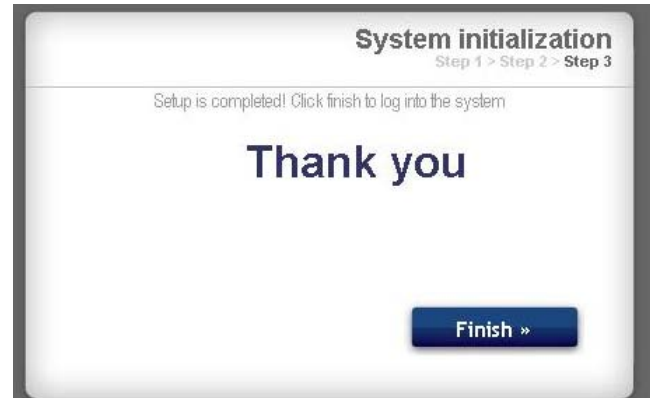 System initialization
Step 1 > Step 2 > Step 3
Setup is completed! Click finish to log into the system
Thank you
Finish »